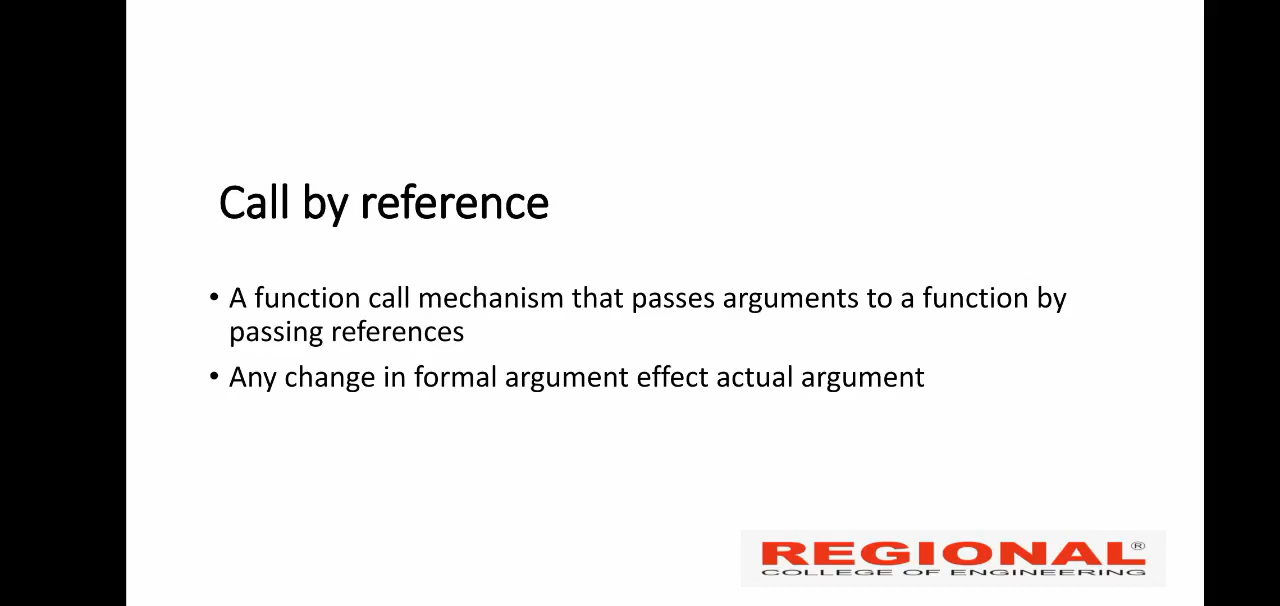 Call by reference
• A function call mechanism that passes arguments to a function by
passing references
• Any change in formal argument effect actual argument
REGIONAL®
COLLEGE OF ENGINEERING